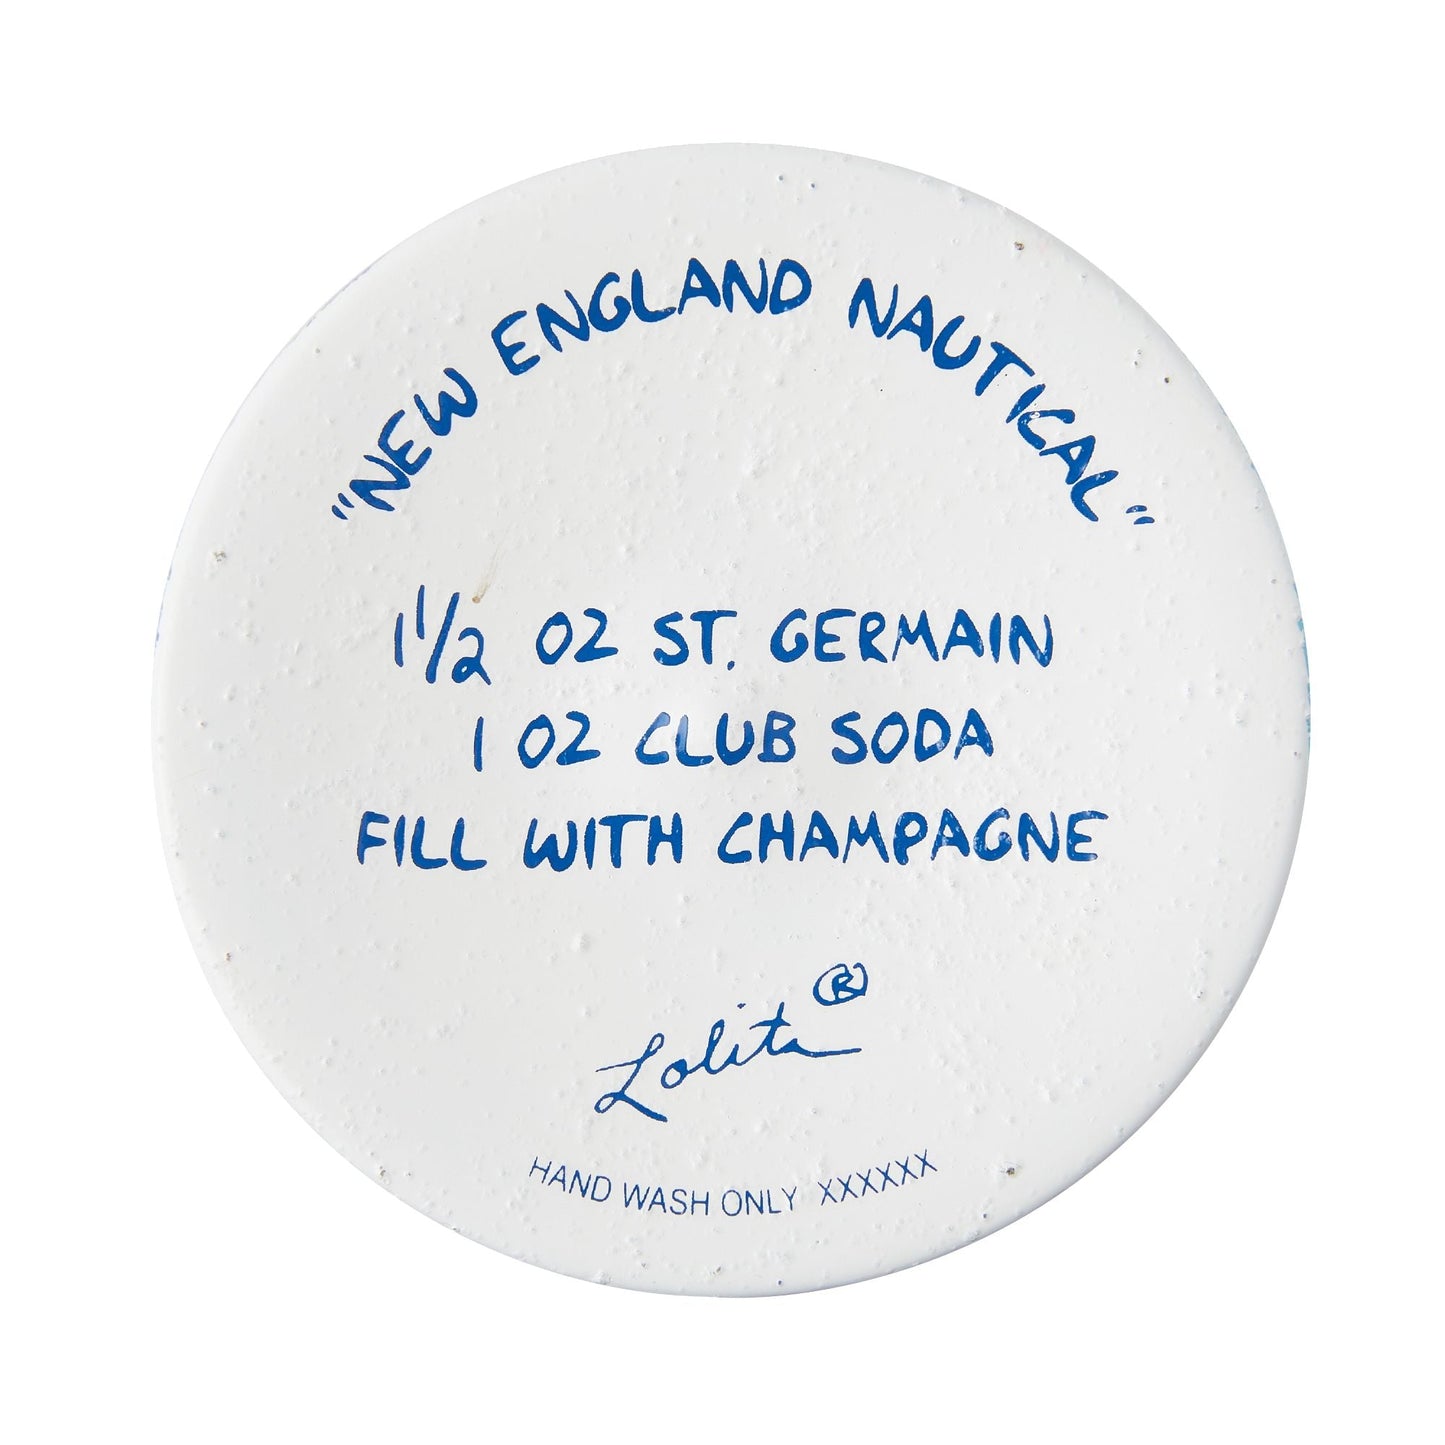 "NEW ENGLAND NAUTICAL"
1 1/2 OZ ST. GERMAIN
1 OZ CLUB SODA
FILL WITH CHAMPAGNE
Lolita ®
HAND WASH ONLY XXXXXX